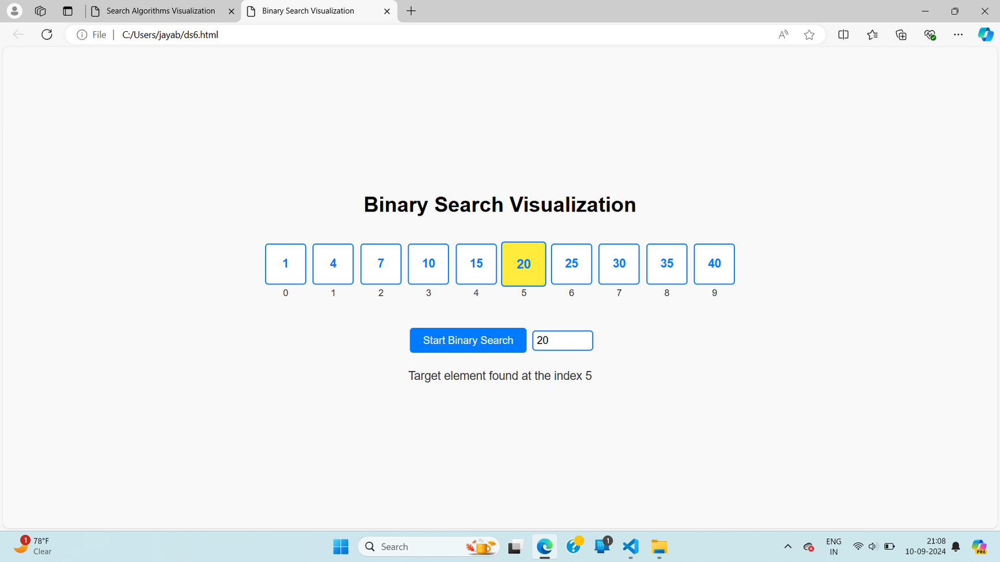 Search Algorithms Visualization
Binary Search Visualization
File
C:/Users/jayab/ds6.html
Binary Search Visualization
1 4 7 10 15 20 25 30 35 40
0 1 2 3 4 5 6 7 8 9
Start Binary Search
20
Target element found at the index 5
1
78°F
Clear
Search
1
ENG
IN
21:08
10-09-2024
PRE